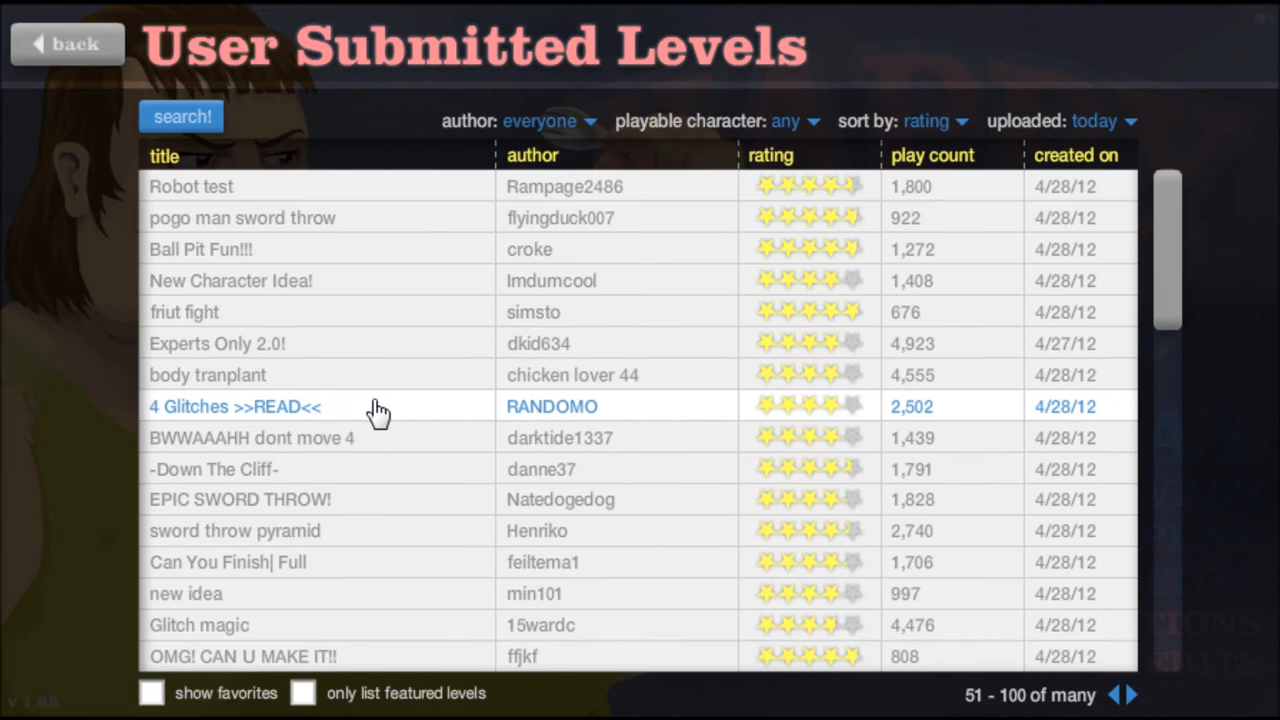 back
User Submitted Levels
search!
author: everyone playable character: any sort by: rating uploaded: today
title author rating play count created on
Robot test Rampage2486 1,800 4/28/12
pogo man sword throw flyingduck007 922 4/28/12
Ball Pit Fun!!! croke 1,272 4/28/12
New Character Idea! Imdumcool 1,408 4/28/12
friut fight simsto 676 4/28/12
Experts Only 2.0! dkid634 4,923 4/27/12
body tranplant chicken lover 44 4,555 4/28/12
4 Glitches >>READ<< RANDOMO 2,502 4/28/12
BWWAAAHH dont move 4 darktide1337 1,439 4/28/12
-Down The Cliff- danne37 1,791 4/28/12
EPIC SWORD THROW! Natedogedog 1,828 4/28/12
sword throw pyramid Henriko 2,740 4/28/12
Can You Finish| Full feiltema1 1,706 4/28/12
new idea min101 997 4/28/12
Glitch magic 15wardc 4,476 4/28/12
OMG! CAN U MAKE IT!! ffjkf 808 4/28/12
show favorites only list featured levels 51 - 100 of many
v 1.65